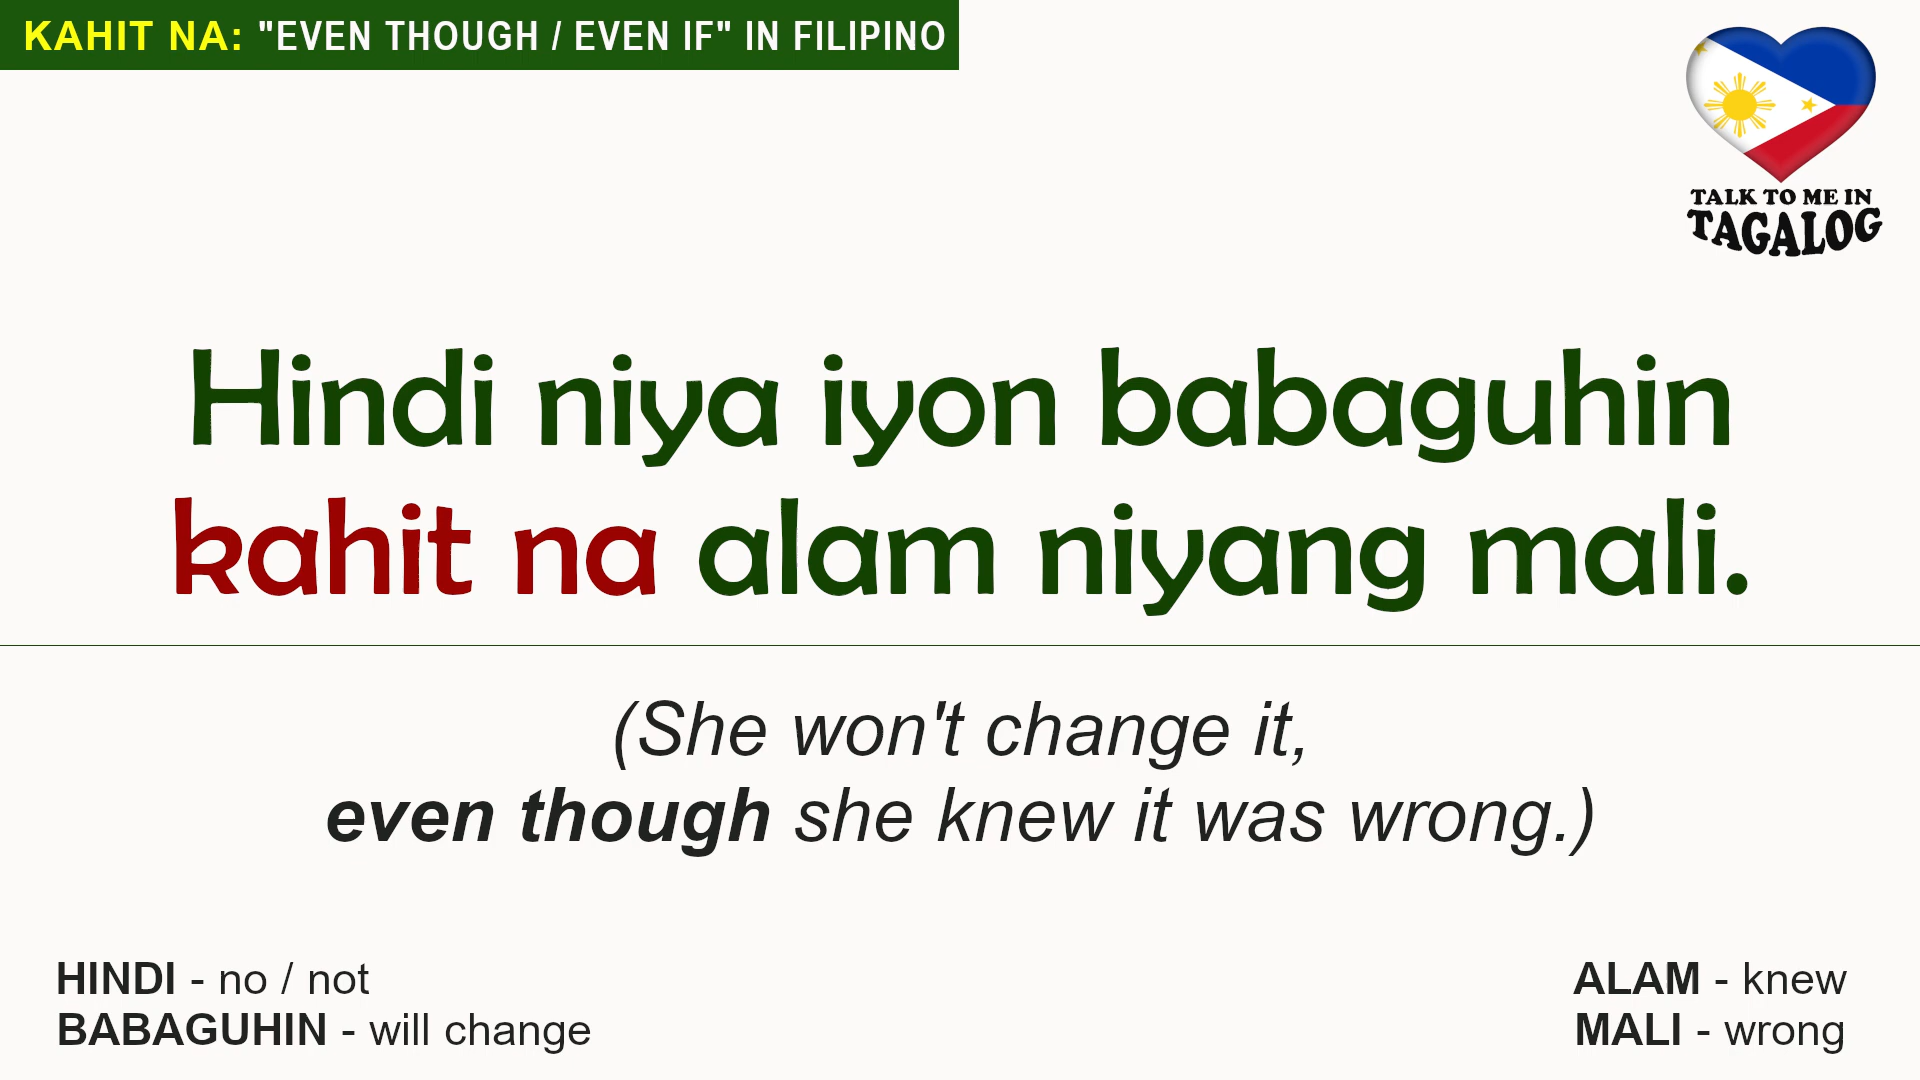 KAHIT NA: "EVEN THOUGH / EVEN IF" IN FILIPINO
TALK TO ME IN
TAGALOG
Hindi niya iyon babaguhin
kahit na alam niyang mali.
(She won't change it,
even though she knew it was wrong.)
HINDI - no / not
BABAGUHIN - will change
ALAM - knew
MALI - wrong